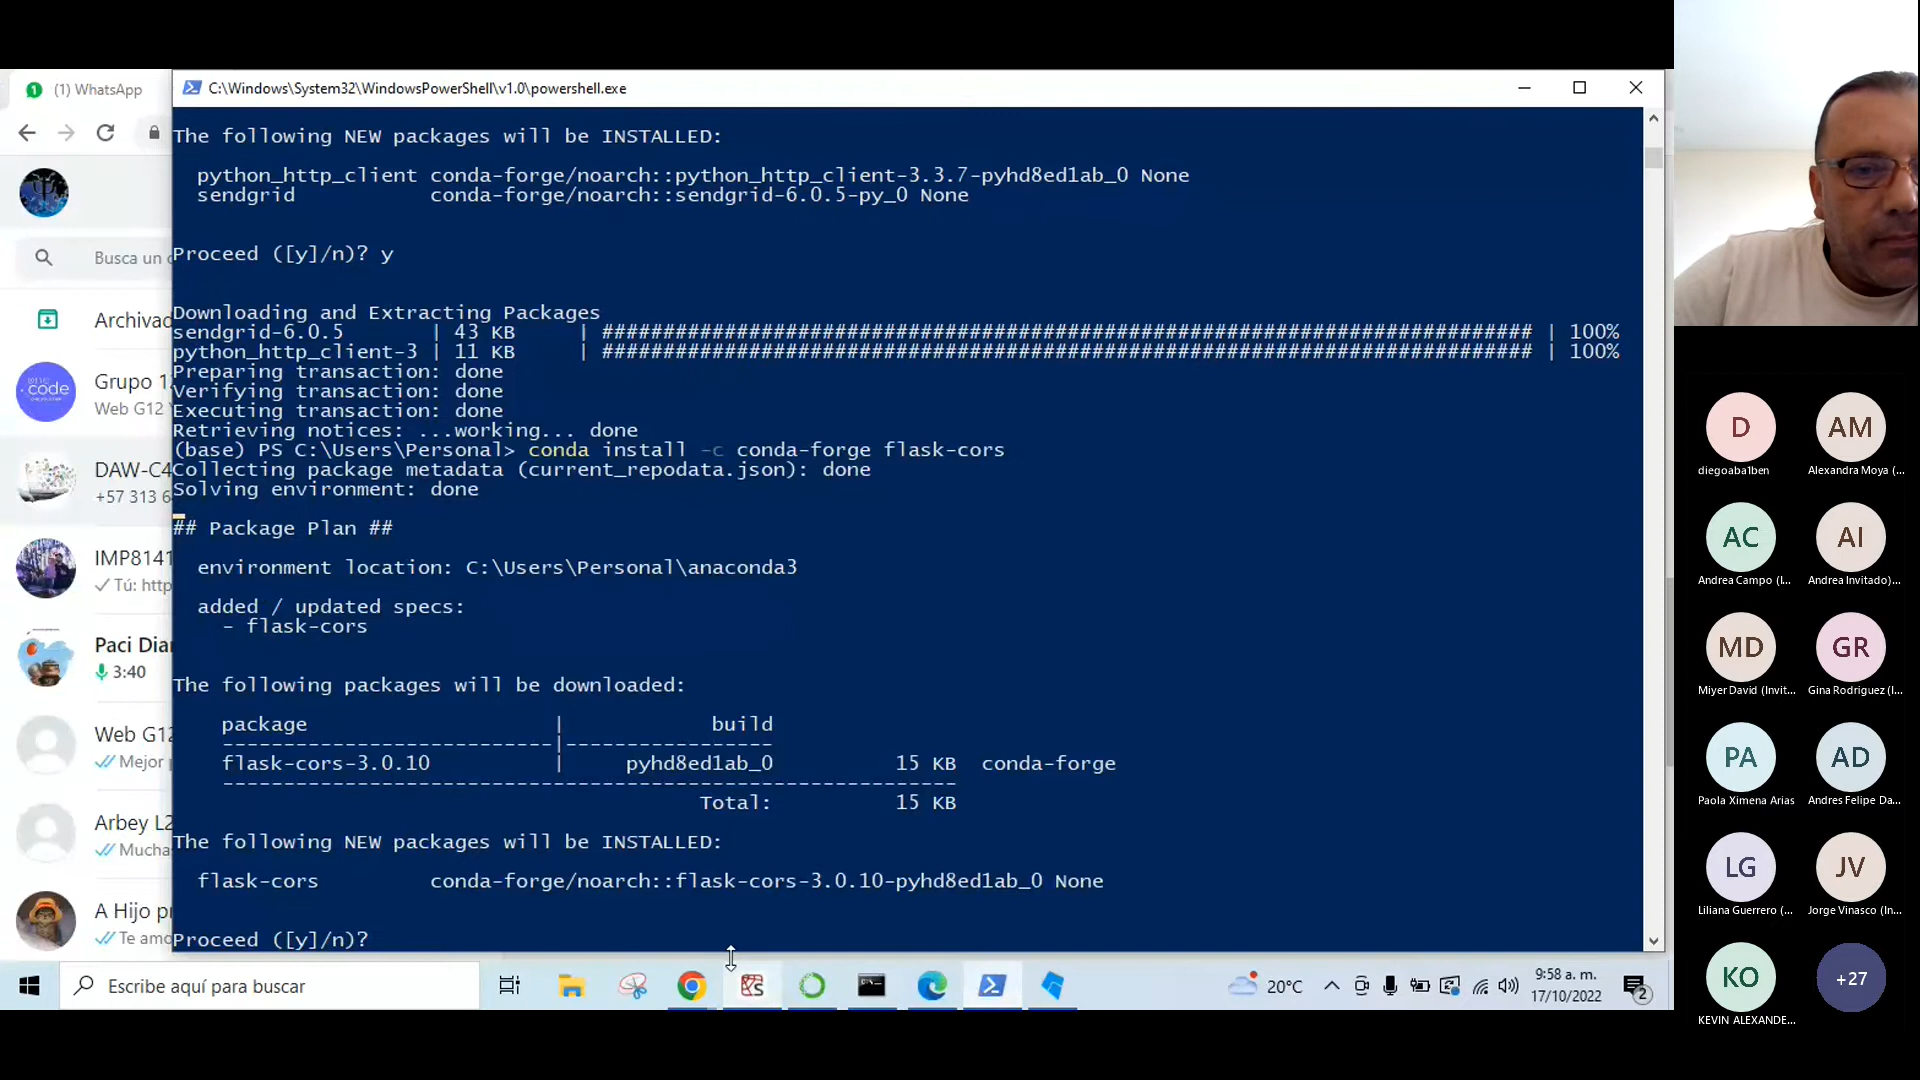 (1) WhatsApp
C:\Windows\System32\WindowsPowerShell\v1.0\powershell.exe
The following NEW packages will be INSTALLED:
python_http_client conda-forge/noarch::python_http_client-3.3.7-pyhd8ed1ab_0 None
sendgrid conda-forge/noarch::sendgrid-6.0.5-py_0 None
Proceed ([y]/n)? y
Downloading and Extracting Packages
sendgrid-6.0.5 | 43 KB | ############################################################################ | 100%
python_http_client-3 | 11 KB | ############################################################################ | 100%
Preparing transaction: done
Verifying transaction: done
Executing transaction: done
Retrieving notices: ...working... done
(base) PS C:\Users\Personal> conda install -c conda-forge flask-cors
Collecting package metadata (current_repodata.json): done
Solving environment: done
## Package Plan ##
environment location: C:\Users\Personal\anaconda3
added / updated specs:
- flask-cors
The following packages will be downloaded:
package | build
---------------------------|-----------------
flask-cors-3.0.10 | pyhd8ed1ab_0 15 KB conda-forge
------------------------------------------------------------
Total: 15 KB
The following NEW packages will be INSTALLED:
flask-cors conda-forge/noarch::flask-cors-3.0.10-pyhd8ed1ab_0 None
Proceed ([y]/n)?
Busca un
Archivad
code
Grupo 1
Web G12
DAW-C4
+57 313 6
IMP8141
Tú: http
Paci Dia
3:40
Web G12
Mejor
Arbey L2
Mucha
A Hijo p
Te amo
Escribe aquí para buscar
20°C
9:58 a. m.
17/10/2022
2
D
diegoaba1ben
AM
Alexandra Moya (...
AC
Andrea Campo (I...
AI
Andrea Invitado)...
MD
Miyer David (Invit...
GR
Gina Rodriguez (I...
PA
Paola Ximena Arias
AD
Andres Felipe Da...
LG
Liliana Guerrero (...
JV
Jorge Vinasco (In...
KO
KEVIN ALEXANDE...
+27